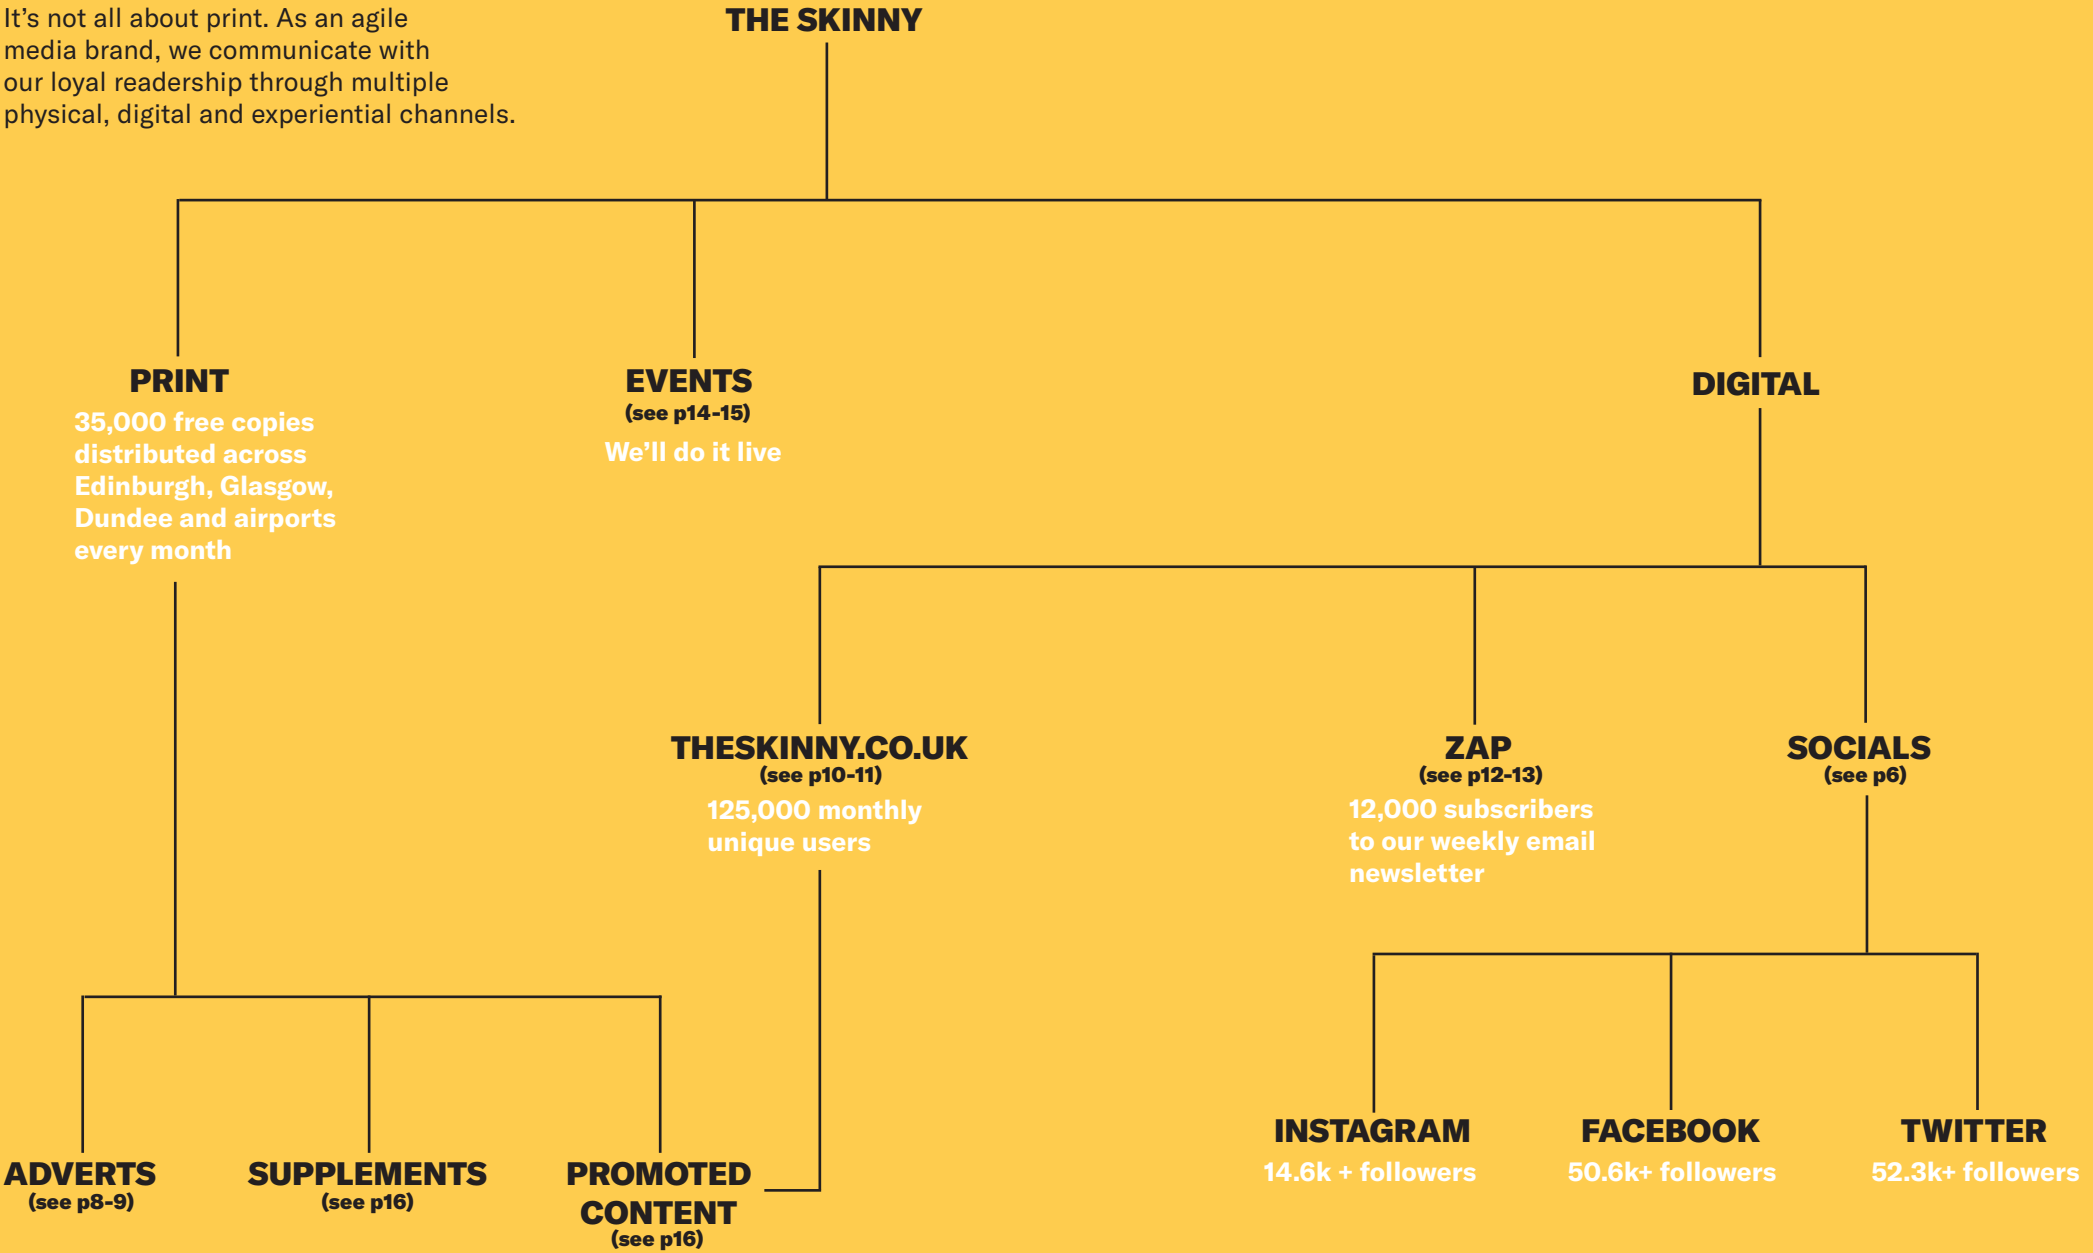 It's not all about print. As an agile
media brand, we communicate with
our loyal readership through multiple
physical, digital and experiential channels.
THE SKINNY
PRINT
35,000 free copies
distributed across
Edinburgh, Glasgow,
Dundee and airports
every month
EVENTS
(see p14-15)
We'll do it live
DIGITAL
THESKINNY.CO.UK
(see p10-11)
125,000 monthly
unique users
ZAP
(see p12-13)
12,000 subscribers
to our weekly email
newsletter
SOCIALS
(see p6)
ADVERTS
(see p8-9)
SUPPLEMENTS
(see p16)
PROMOTED
CONTENT
(see p16)
INSTAGRAM
14.6k + followers
FACEBOOK
50.6k+ followers
TWITTER
52.3k+ followers